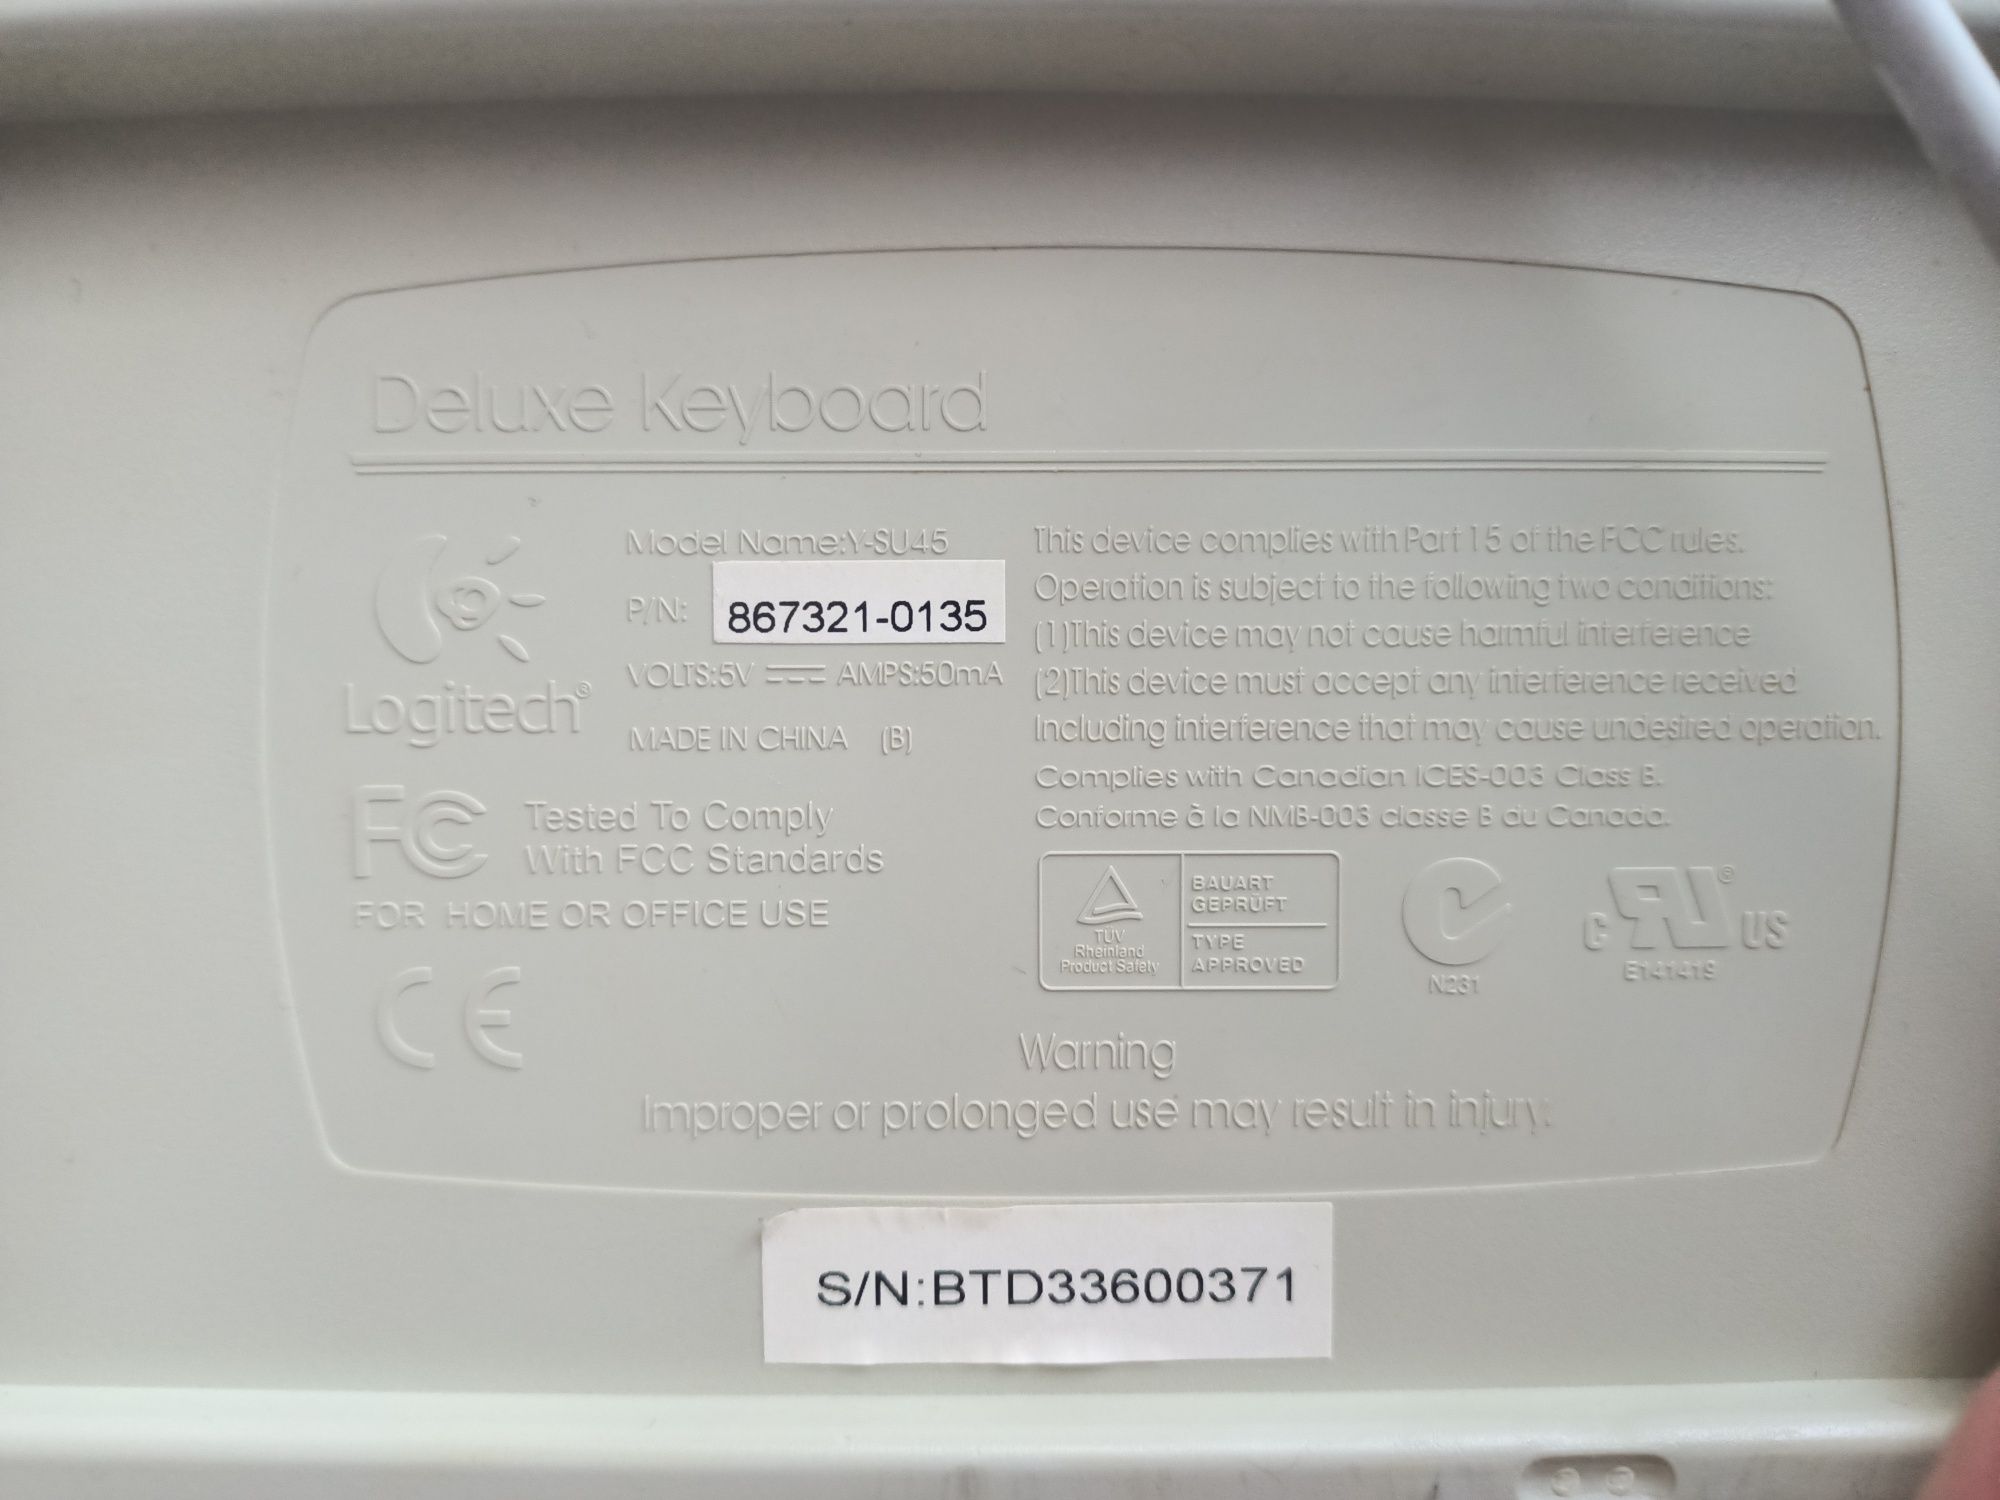 Deluxe Keyboard
Logitech®
Model Name:Y-SU45
P/N: 867321-0135
VOLTS:5V ⎓ AMPS:50mA
MADE IN CHINA (B)
FC Tested To Comply
With FCC Standards
FOR HOME OR OFFICE USE
CE
This device complies with Part 15 of the FCC rules.
Operation is subject to the following two conditions:
(1)This device may not cause harmful interference
(2)This device must accept any interference received
Including interference that may cause undesired operation.
Complies with Canadian ICES-003 Class B.
Conforme à la NMB-003 classe B du Canada.
TÜV
Rheinland
Product Safety
BAUART
GEPRÜFT
TYPE
APPROVED
N231
C RU® US
E141419
Warning
Improper or prolonged use may result in injury.
S/N:BTD33600371